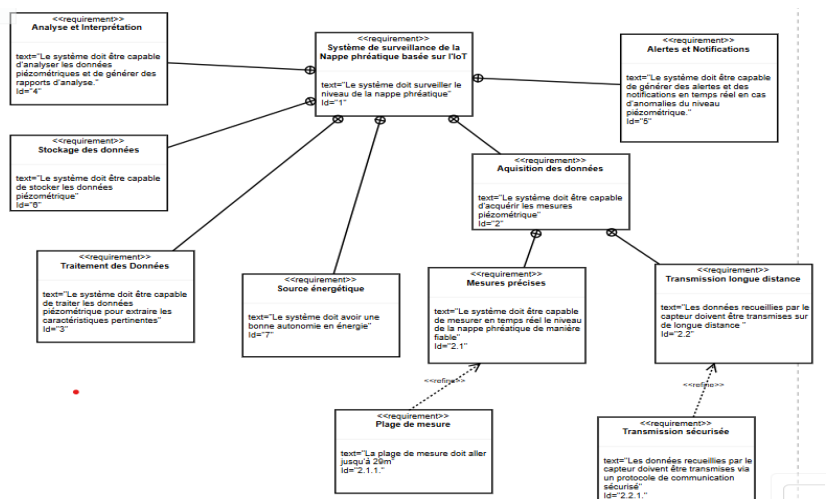 <<requirement>>
Analyse et Interprétation
text="Le système doit être capable
d'analyser les données
piézométriques et de générer des
rapports d'analyse."
Id="4"
<<requirement>>
Système de surveillance de la
Nappe phréatique basée sur l'IoT
text="Le système doit surveiller le
niveau de la nappe phréatique"
Id="1"
<<requirement>>
Alertes et Notifications
text="Le système doit être capable
de générer des alertes et des
notifications en temps réel en cas
d'anomalies du niveau
piézométrique."
Id="5"
<<requirement>>
Stockage des données
text="Le système doit être capable
de stocker les données
piézométrique"
Id="6"
<<requirement>>
Aquisition des données
text="Le système doit être capable
d'acquérir les mesures
piézométrique"
Id="2"
<<requirement>>
Traitement des Données
text="Le système doit être capable
de traiter les données
piézométrique pour extraire les
caractéristiques pertinentes"
Id="3"
<<requirement>>
Source énergétique
text="Le système doit avoir une
bonne autonomie en énergie"
Id="7"
<<requirement>>
Mesures précises
text="Le système doit être capable
de mesurer en temps réel le niveau
de la nappe phréatique de manière
fiable"
Id="2.1"
<<requirement>>
Transmission longue distance
text="Les données recueillies par le
capteur doivent être transmises sur
de longue distance "
Id="2.2"
<<refine>>
<<refine>>
<<requirement>>
Plage de mesure
text="La plage de mesure doit aller
jusqu'à 29m"
Id="2.1.1."
<<requirement>>
Transmission sécurisée
text="Les données recueillies par le
capteur doivent être transmises via
un protocole de communication
sécurisé"
Id="2.2.1."